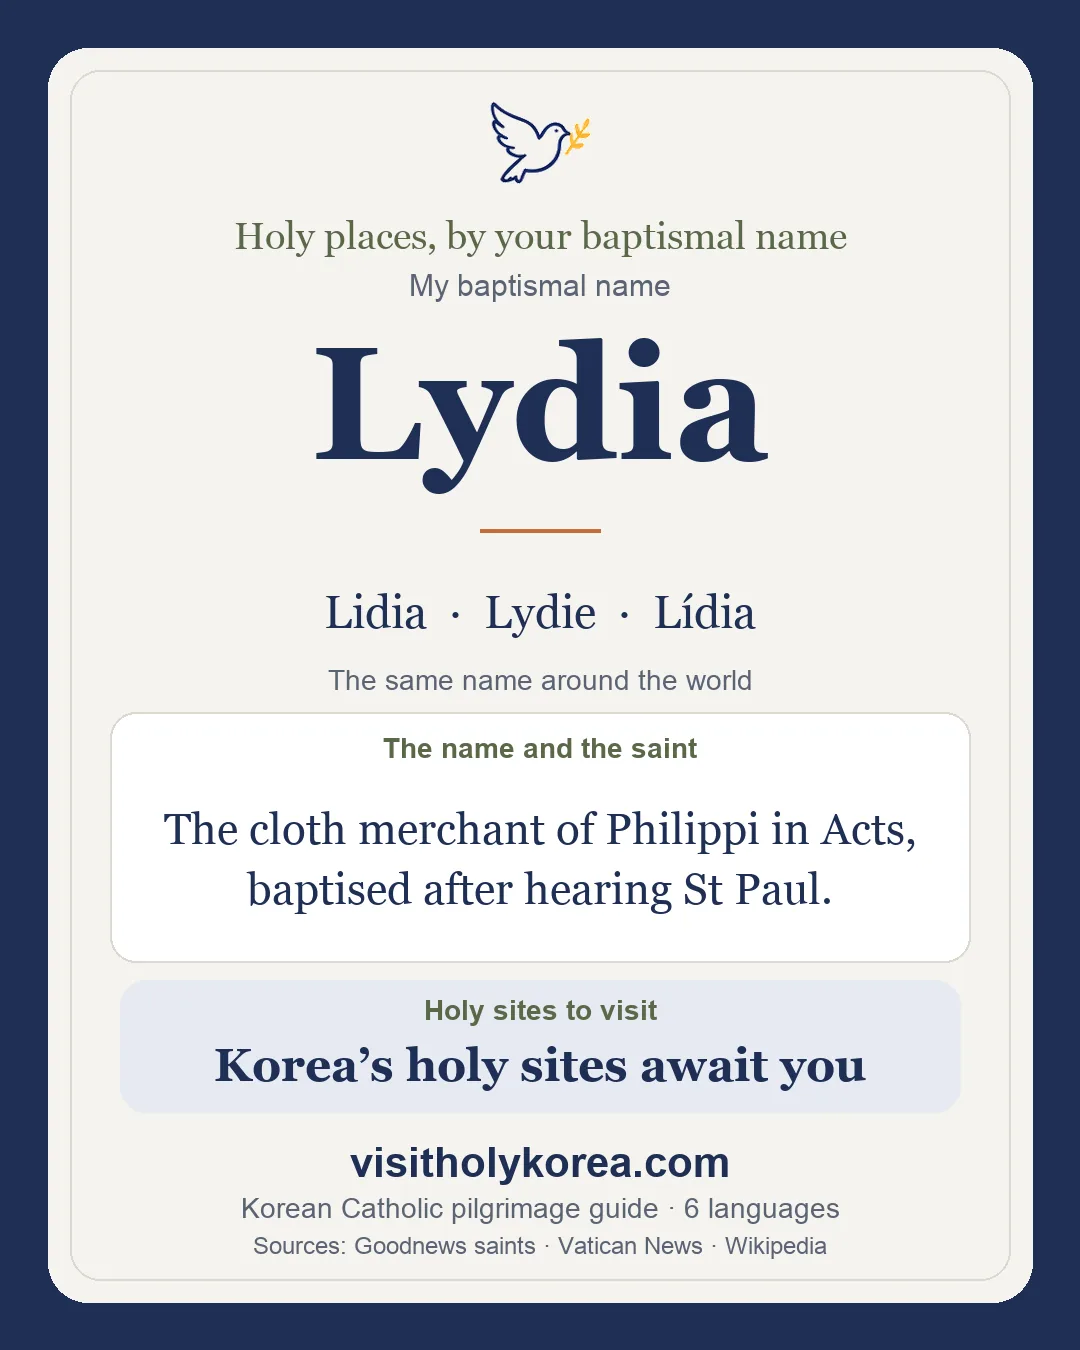 Holy places, by your baptismal name
My baptismal name
Lydia
Lidia · Lydie · Lídia
The same name around the world
The name and the saint
The cloth merchant of Philippi in Acts,
baptised after hearing St Paul.
Holy sites to visit
Korea’s holy sites await you
visitholykorea.com
Korean Catholic pilgrimage guide · 6 languages
Sources: Goodnews saints · Vatican News · Wikipedia